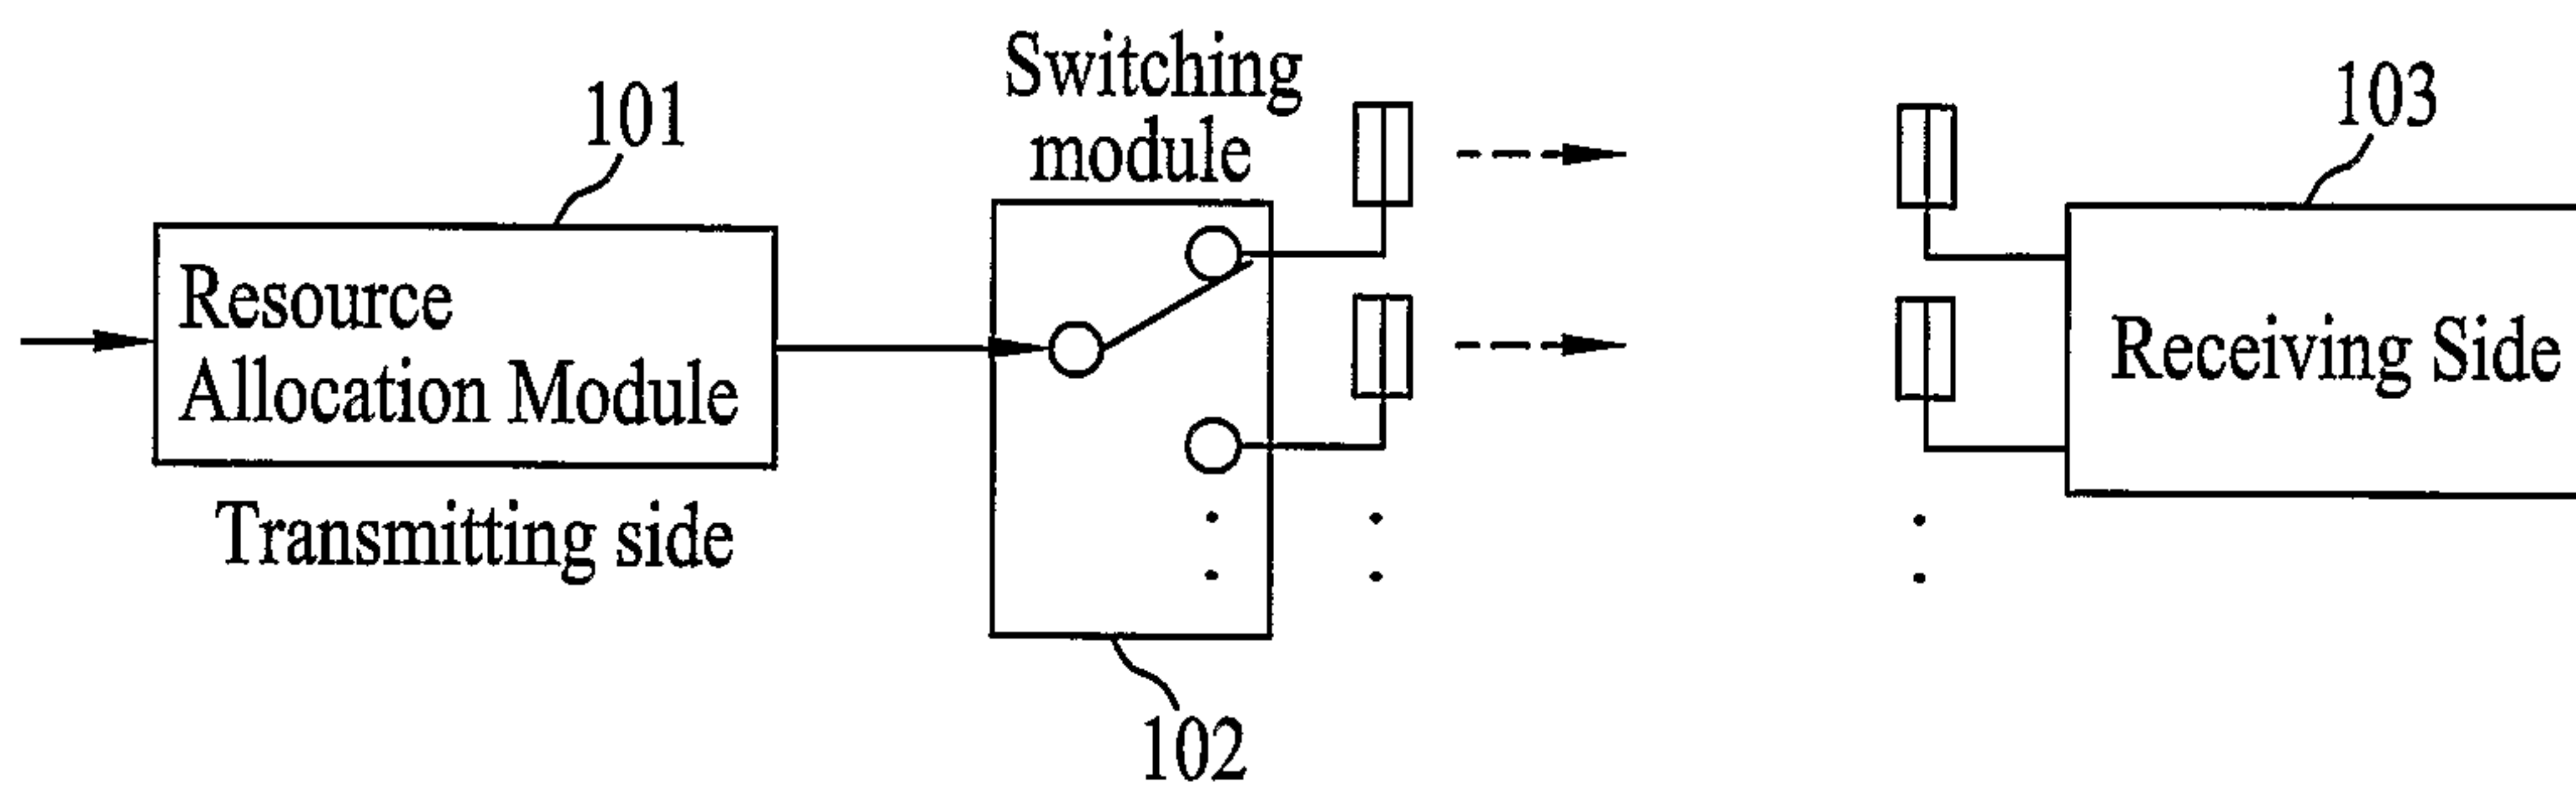 101
Resource
Allocation Module
Transmitting side
Switching
module
102
103
Receiving Side